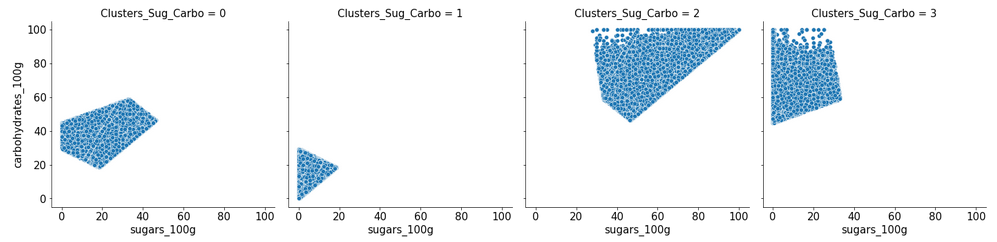 Clusters_Sug_Carbo = 0
Clusters_Sug_Carbo = 1
Clusters_Sug_Carbo = 2
Clusters_Sug_Carbo = 3
carbohydrates_100g
100
80
60
40
20
0
0 20 40 60 80 100
0 20 40 60 80 100
0 20 40 60 80 100
0 20 40 60 80 100
sugars_100g
sugars_100g
sugars_100g
sugars_100g